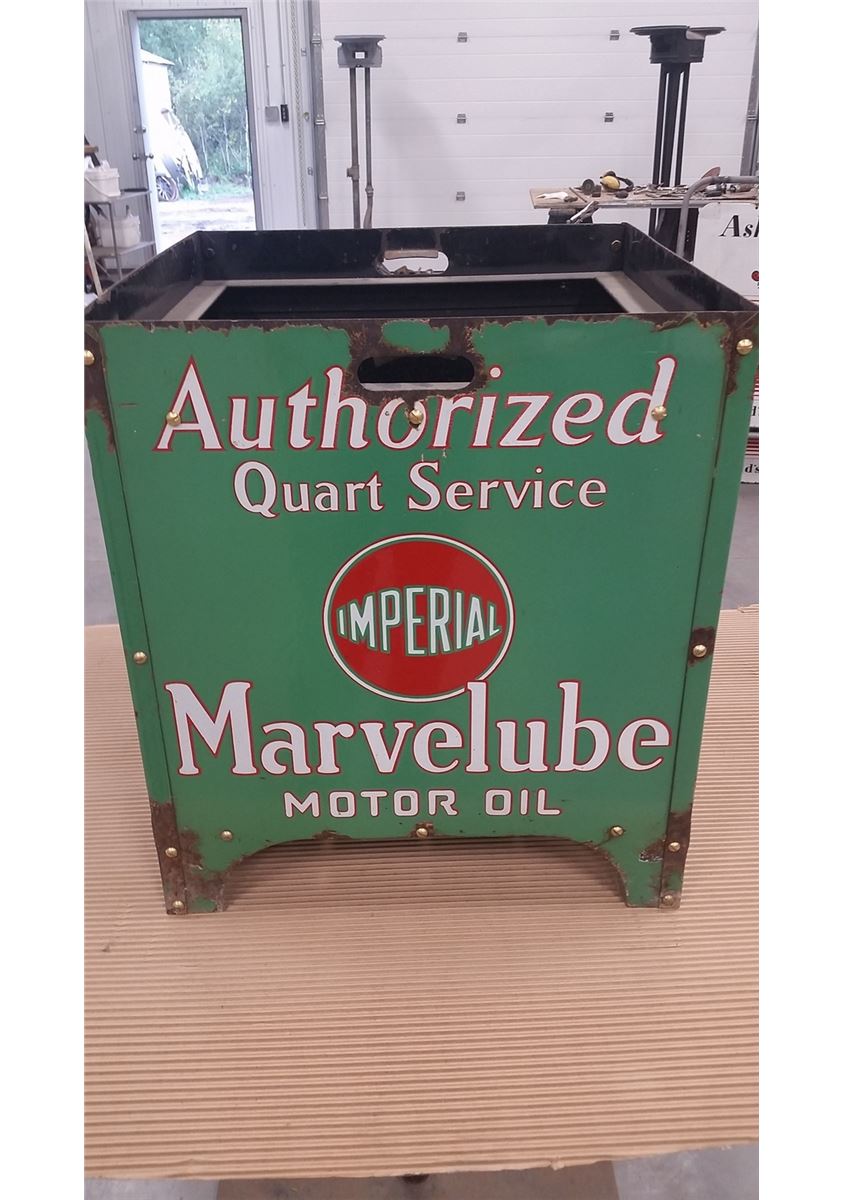 Authorized
Quart Service
IMPERIAL
Marvelube
MOTOR OIL